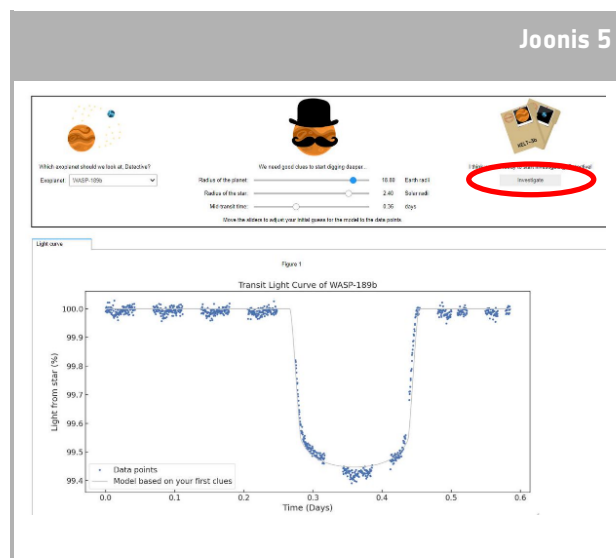 Joonis 5
KELT-3b
Which exoplanet should we look at, Detective?
Exoplanet: WASP-189b
We need good clues to start digging deeper...
Radius of the planet: Earth radii
Radius of the star: 2.40 Solar radii
Mid-transit time: 0.36 days
Move the sliders to adjust your initial guess for the model to the data points.
I think
Investigate
Light curve
Figure 1
Transit Light Curve of WASP-189b
100.0
99.9
99.8
99.7
99.6
99.5
99.4
Light from star (%)
Data points
Model based on your first clues
0.0 0.1 0.2 0.3 0.4 0.5 0.6
Time (Days)